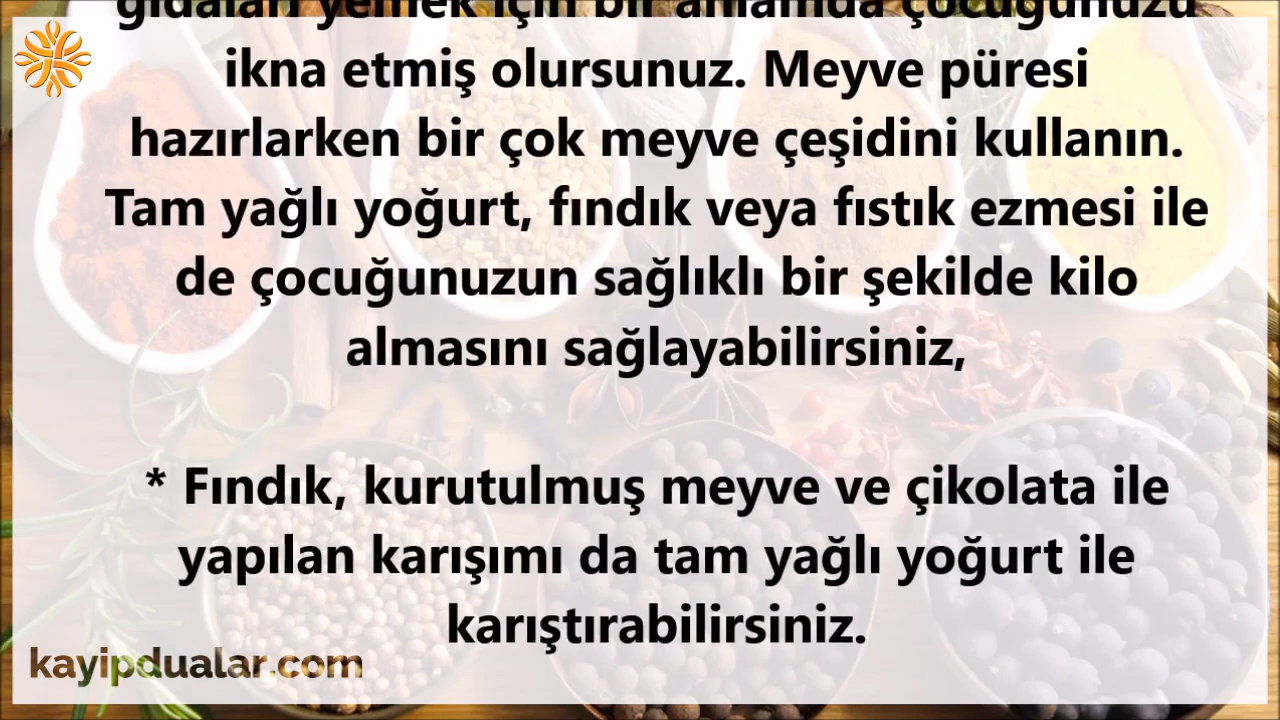 gıdaları yemek için bir anlamda çocuğunuzu
ikna etmiş olursunuz. Meyve püresi
hazırlarken bir çok meyve çeşidini kullanın.
Tam yağlı yoğurt, fındık veya fıstık ezmesi ile
de çocuğunuzun sağlıklı bir şekilde kilo
almasını sağlayabilirsiniz,
* Fındık, kurutulmuş meyve ve çikolata ile
yapılan karışımı da tam yağlı yoğurt ile
karıştırabilirsiniz.
kayipdualar.com